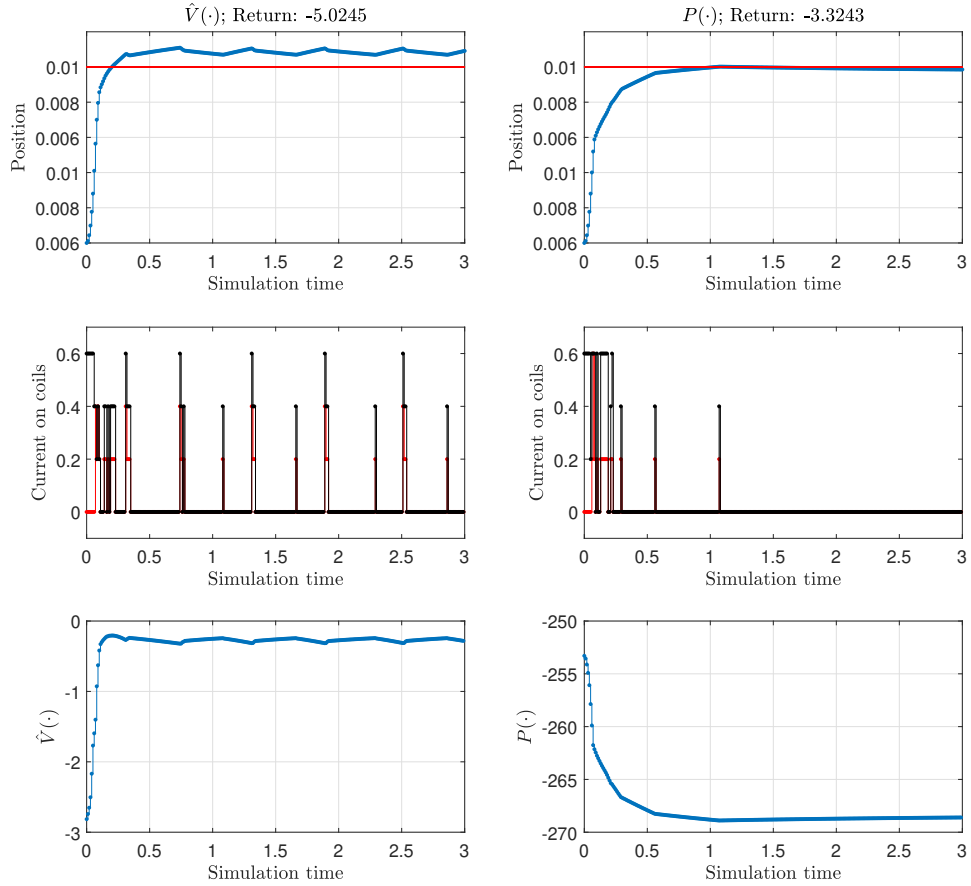 V̂(·); Return: -5.0245
Position
0.01
0.008
0.006
0.01
0.008
0.006
0 0.5 1 1.5 2 2.5 3
Simulation time
P(·); Return: -3.3243
Position
0.01
0.008
0.006
0.01
0.008
0.006
0 0.5 1 1.5 2 2.5 3
Simulation time
Current on coils
0.6
0.4
0.2
0
0 0.5 1 1.5 2 2.5 3
Simulation time
Current on coils
0.6
0.4
0.2
0
0 0.5 1 1.5 2 2.5 3
Simulation time
V̂(·)
0
-1
-2
-3
0 0.5 1 1.5 2 2.5 3
Simulation time
P(·)
-250
-255
-260
-265
-270
0 0.5 1 1.5 2 2.5 3
Simulation time